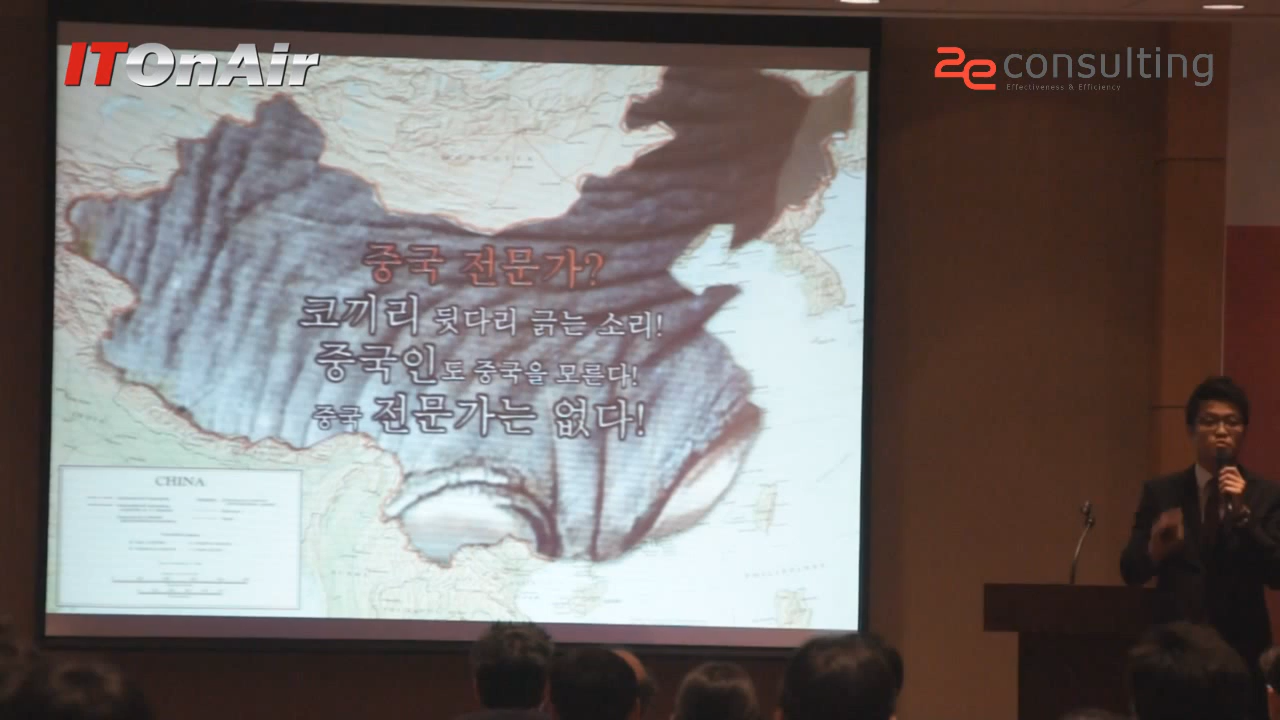 ITOnAir
2e consulting
Effectiveness & Efficiency
MONGOLIA
중국 전문가?
코끼리 뒷다리 긁는 소리!
중국인도 중국을 모른다!
중국 전문가는 없다!
CHINA
PHILIPPINES